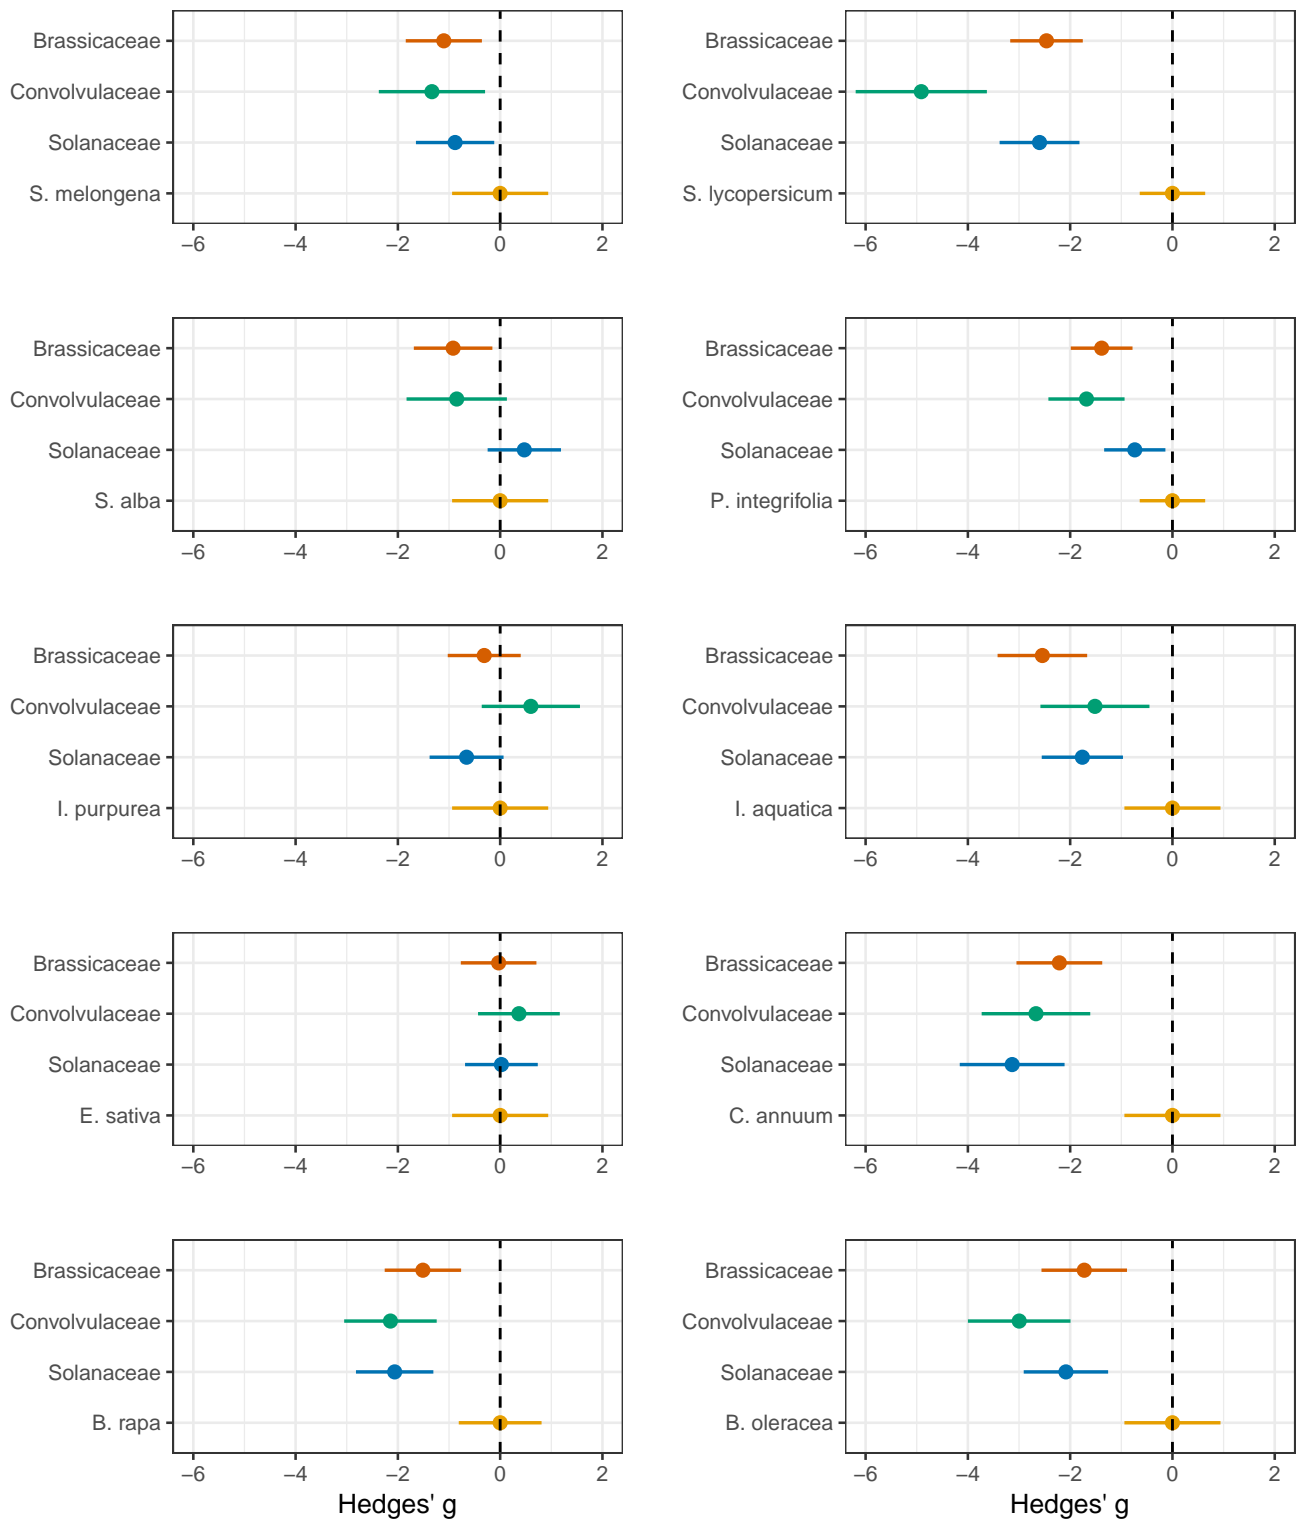 Brassicaceae
Convolvulaceae
Solanaceae
S. melongena
−6 −4 −2 0 2
Brassicaceae
Convolvulaceae
Solanaceae
S. lycopersicum
−6 −4 −2 0 2
Brassicaceae
Convolvulaceae
Solanaceae
S. alba
−6 −4 −2 0 2
Brassicaceae
Convolvulaceae
Solanaceae
P. integrifolia
−6 −4 −2 0 2
Brassicaceae
Convolvulaceae
Solanaceae
I. purpurea
−6 −4 −2 0 2
Brassicaceae
Convolvulaceae
Solanaceae
I. aquatica
−6 −4 −2 0 2
Brassicaceae
Convolvulaceae
Solanaceae
E. sativa
−6 −4 −2 0 2
Brassicaceae
Convolvulaceae
Solanaceae
C. annuum
−6 −4 −2 0 2
Brassicaceae
Convolvulaceae
Solanaceae
B. rapa
−6 −4 −2 0 2
Hedges' g
Brassicaceae
Convolvulaceae
Solanaceae
B. oleracea
−6 −4 −2 0 2
Hedges' g